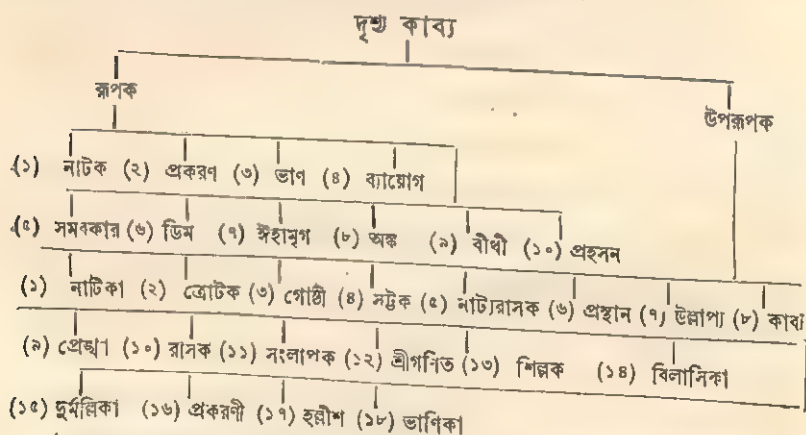 দৃশ্য কাব্য
রূপক
উপরূপক
(১) নাটক (২) প্রকরণ (৩) ভাণ (৪) ব্যায়োগ
(৫) সমবকার (৬) ডিম (৭) ঈহামৃগ (৮) অঙ্ক (৯) বীথী (১০) প্রহসন
(১) নাটিকা (২) ত্রোটক (৩) গোষ্ঠী (৪) সট্টক (৫) নাট্যরাসক (৬) প্রস্থান (৭) উল্লাপ্য (৮) কাব্য
(৯) প্রেঙ্খণ (১০) রাসক (১১) সংলাপক (১২) শ্রীগদিত (১৩) শিল্পক (১৪) বিলাসিকা
(১৫) দুর্মল্লিকা (১৬) প্রকরণী (১৭) হল্লীশ (১৮) ভাণিকা